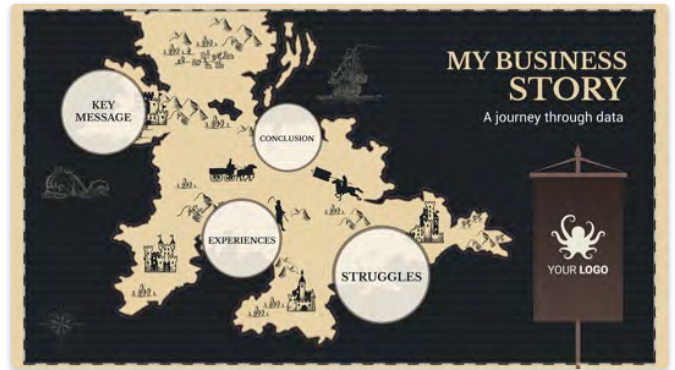 MY BUSINESS
STORY
A journey through data
KEY
MESSAGE
CONCLUSION
EXPERIENCES
STRUGGLES
YOUR LOGO